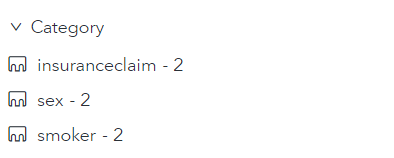 Category
insuranceclaim - 2
sex - 2
smoker - 2